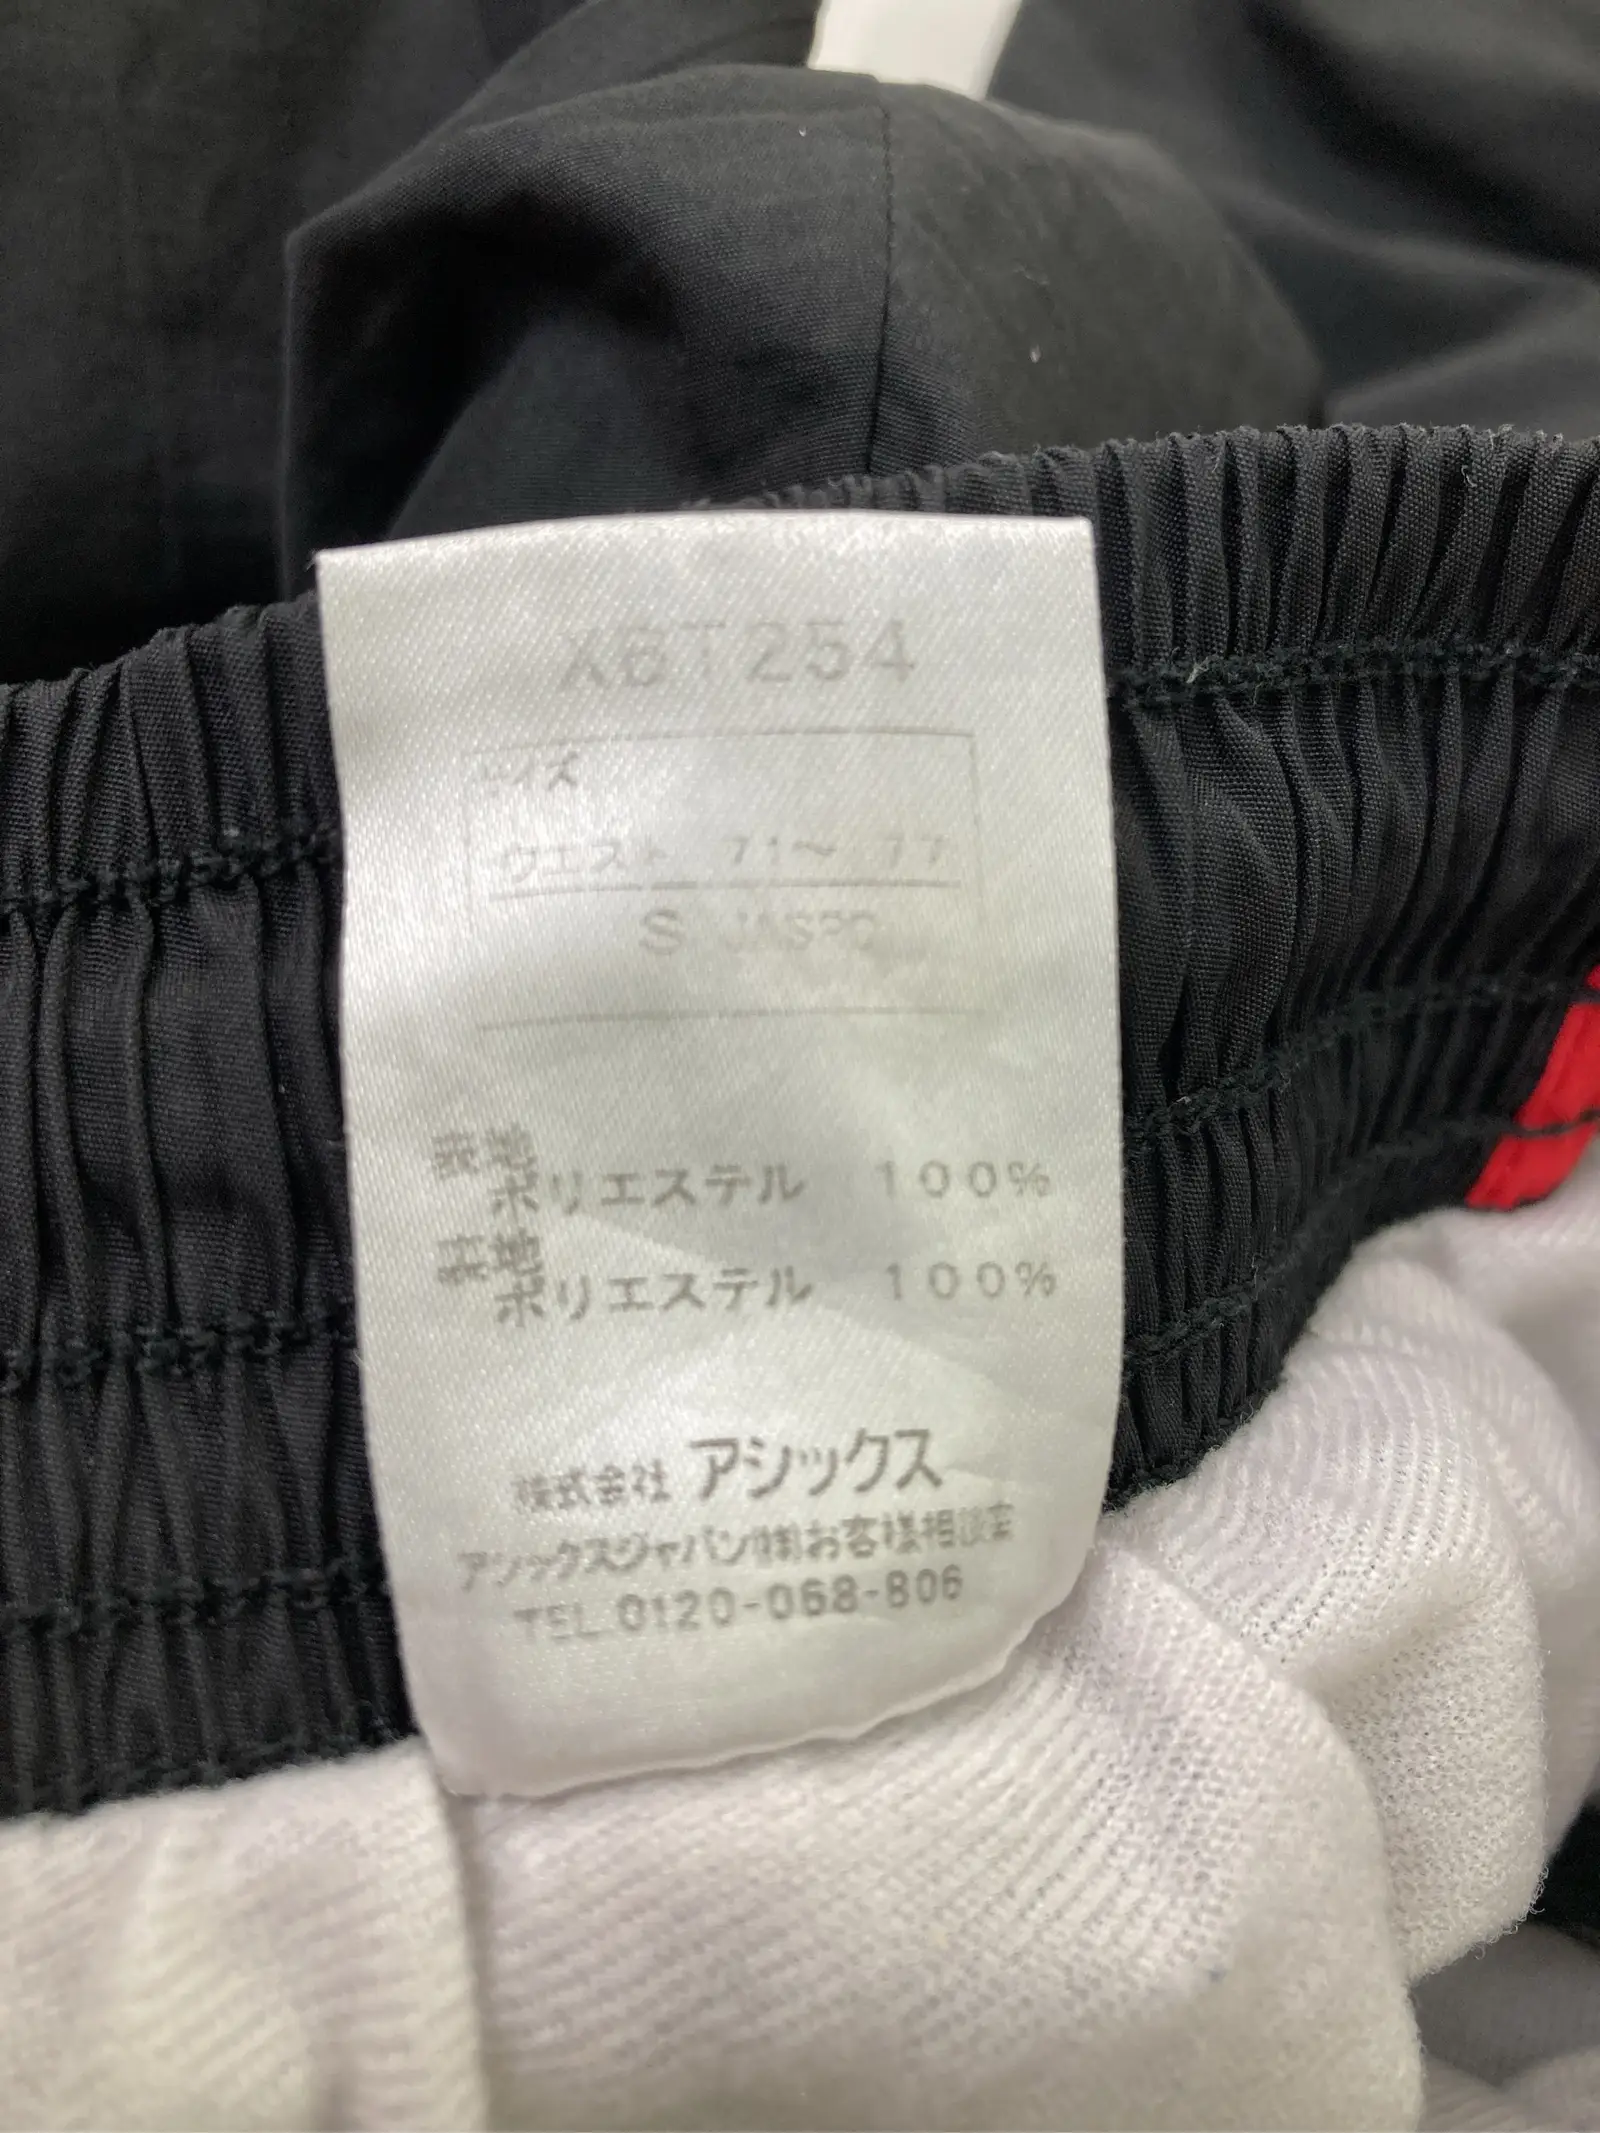 X6T254
サイズ
ウエスト 71〜 77
S JASPO
表地
ポリエステル 100%
裏地
ポリエステル 100%
株式会社 アシックス
アシックスジャパン(株)お客様相談室
TEL.0120-068-806